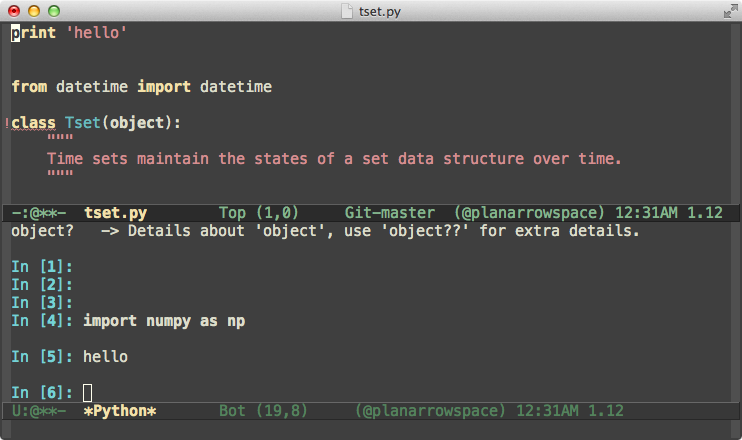 tset.py
print 'hello'
from datetime import datetime
!class Tset(object):
"""
Time sets maintain the states of a set data structure over time.
"""
-:@**-  tset.py        Top (1,0)     Git-master  (@planarrowspace) 12:31AM 1.12
object?   -> Details about 'object', use 'object??' for extra details.
In [1]:
In [2]:
In [3]:
In [4]: import numpy as np
In [5]: hello
In [6]:
U:@**-  *Python*       Bot (19,8)     (@planarrowspace) 12:31AM 1.12